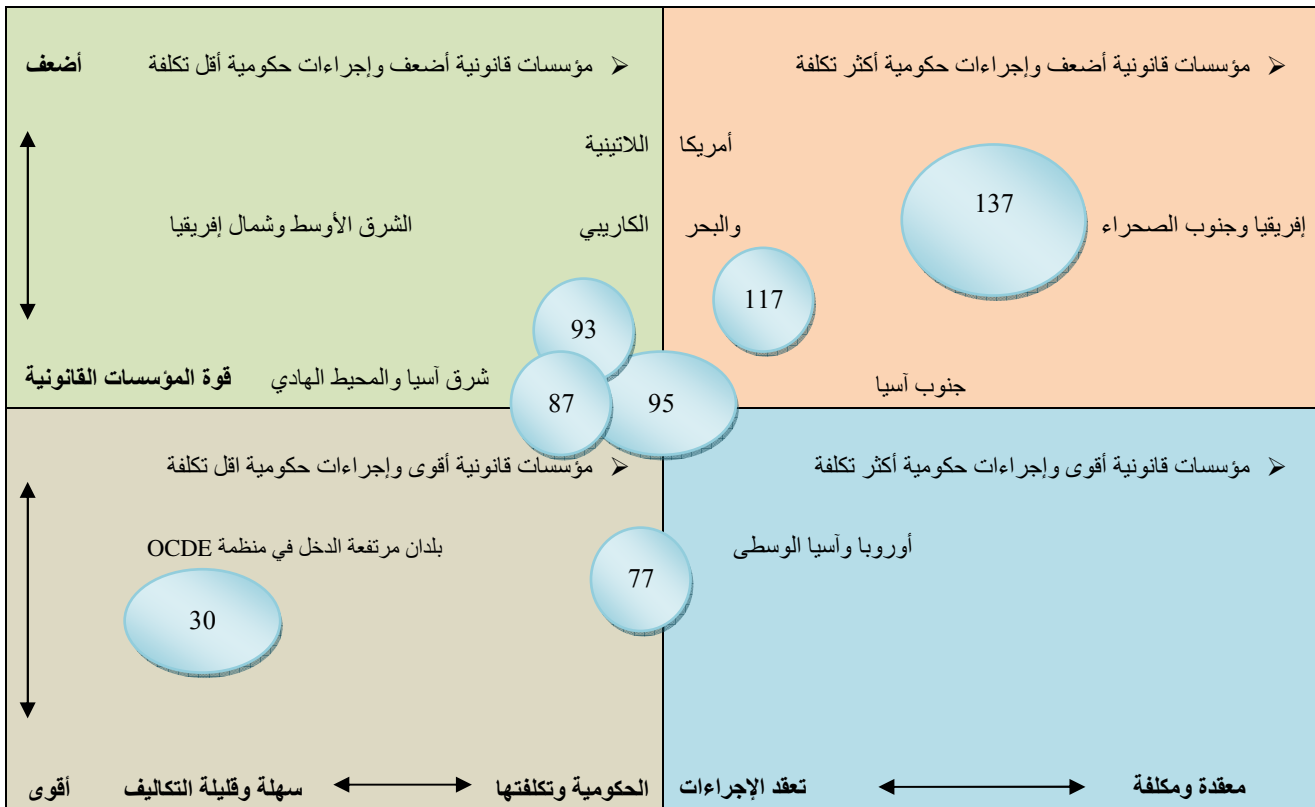 ⮚ مؤسسات قانونية أضعف وإجراءات حكومية أكثر تكلفة
⮚ مؤسسات قانونية أضعف وإجراءات حكومية أقل تكلفة
أضعف
أمريكا اللاتينية
137
إفريقيا وجنوب الصحراء
والبحر الكاريبي
الشرق الأوسط وشمال إفريقيا
117
93
جنوب آسيا
شرق آسيا والمحيط الهادي
قوة المؤسسات القانونية
95
87
⮚ مؤسسات قانونية أقوى وإجراءات حكومية أكثر تكلفة
⮚ مؤسسات قانونية أقوى وإجراءات حكومية اقل تكلفة
أوروبا وآسيا الوسطى
بلدان مرتفعة الدخل في منظمة OCDE
77
30
معقدة ومكلفة
تعقد الإجراءات الحكومية وتكلفتها
سهلة وقليلة التكاليف
أقوى